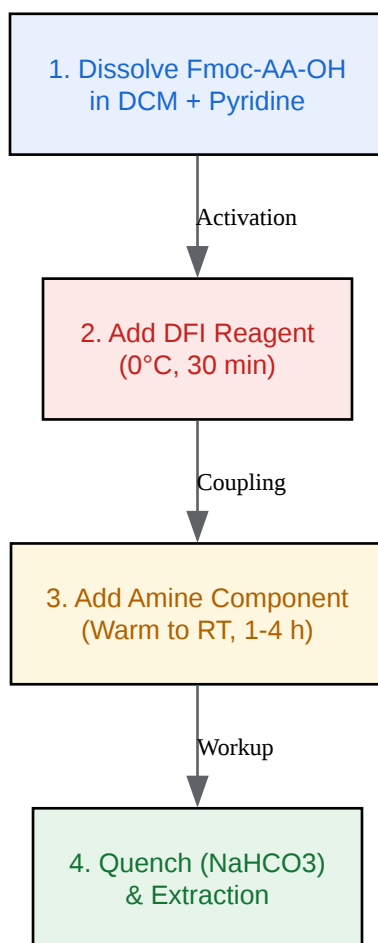 1. Dissolve Fmoc-AA-OH
in DCM + Pyridine
Activation
2. Add DFI Reagent
(0°C, 30 min)
Coupling
3. Add Amine Component
(Warm to RT, 1-4 h)
Workup
4. Quench (NaHCO3)
& Extraction